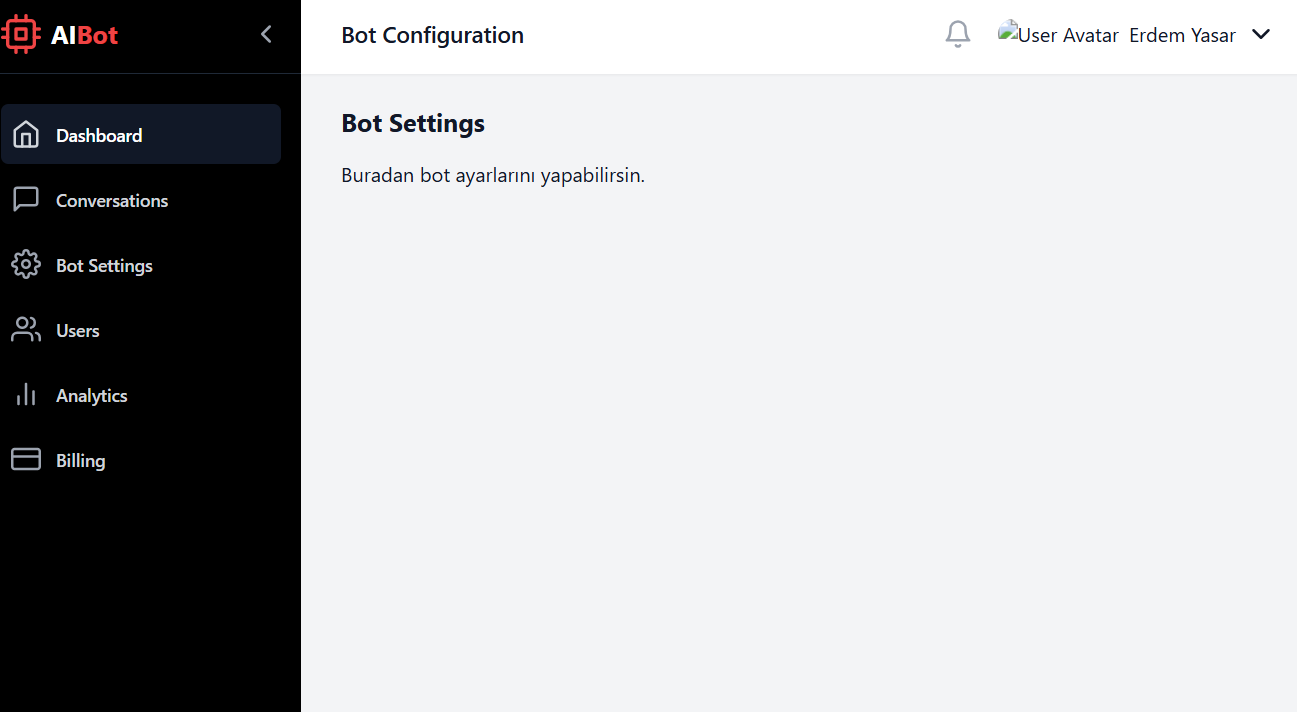 AIBot
Bot Configuration
User Avatar Erdem Yasar
Dashboard
Conversations
Bot Settings
Users
Analytics
Billing
Bot Settings
Buradan bot ayarlarını yapabilirsin.